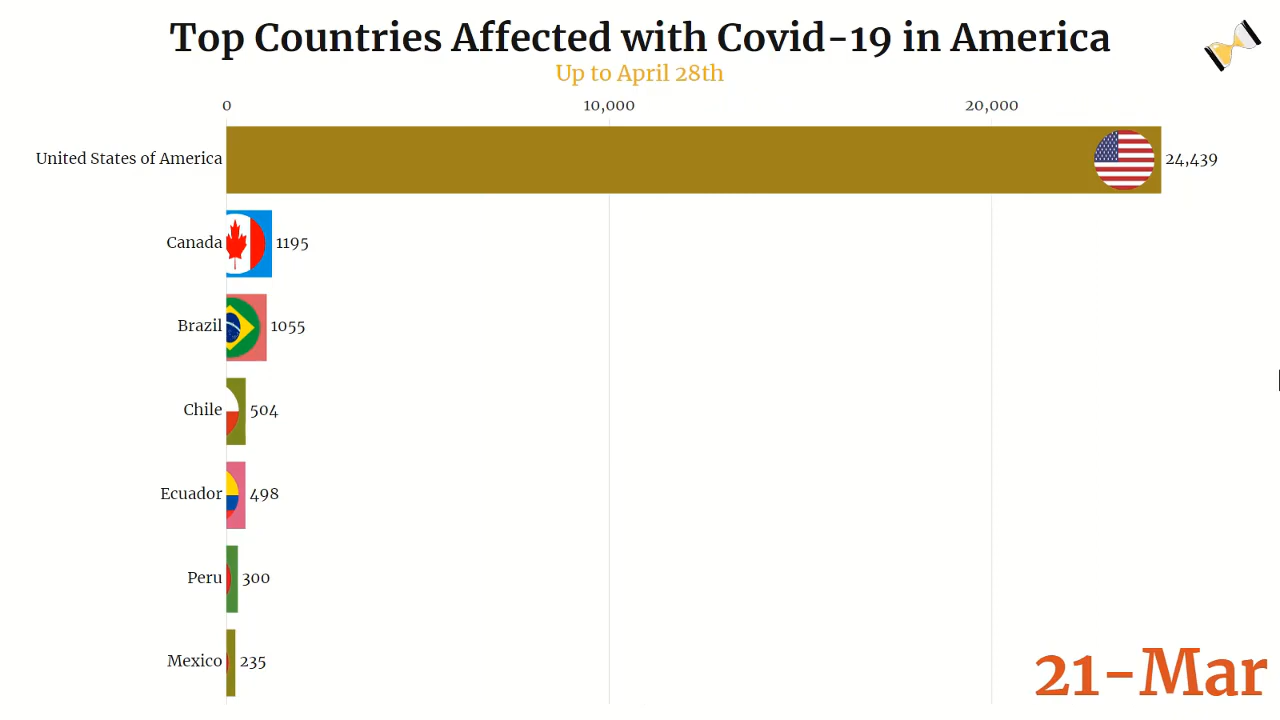 Top Countries Affected with Covid-19 in America
Up to April 28th
0 10,000 20,000
United States of America 24,439
Canada 1195
Brazil 1055
Chile 504
Ecuador 498
Peru 300
Mexico 235
21-Mar